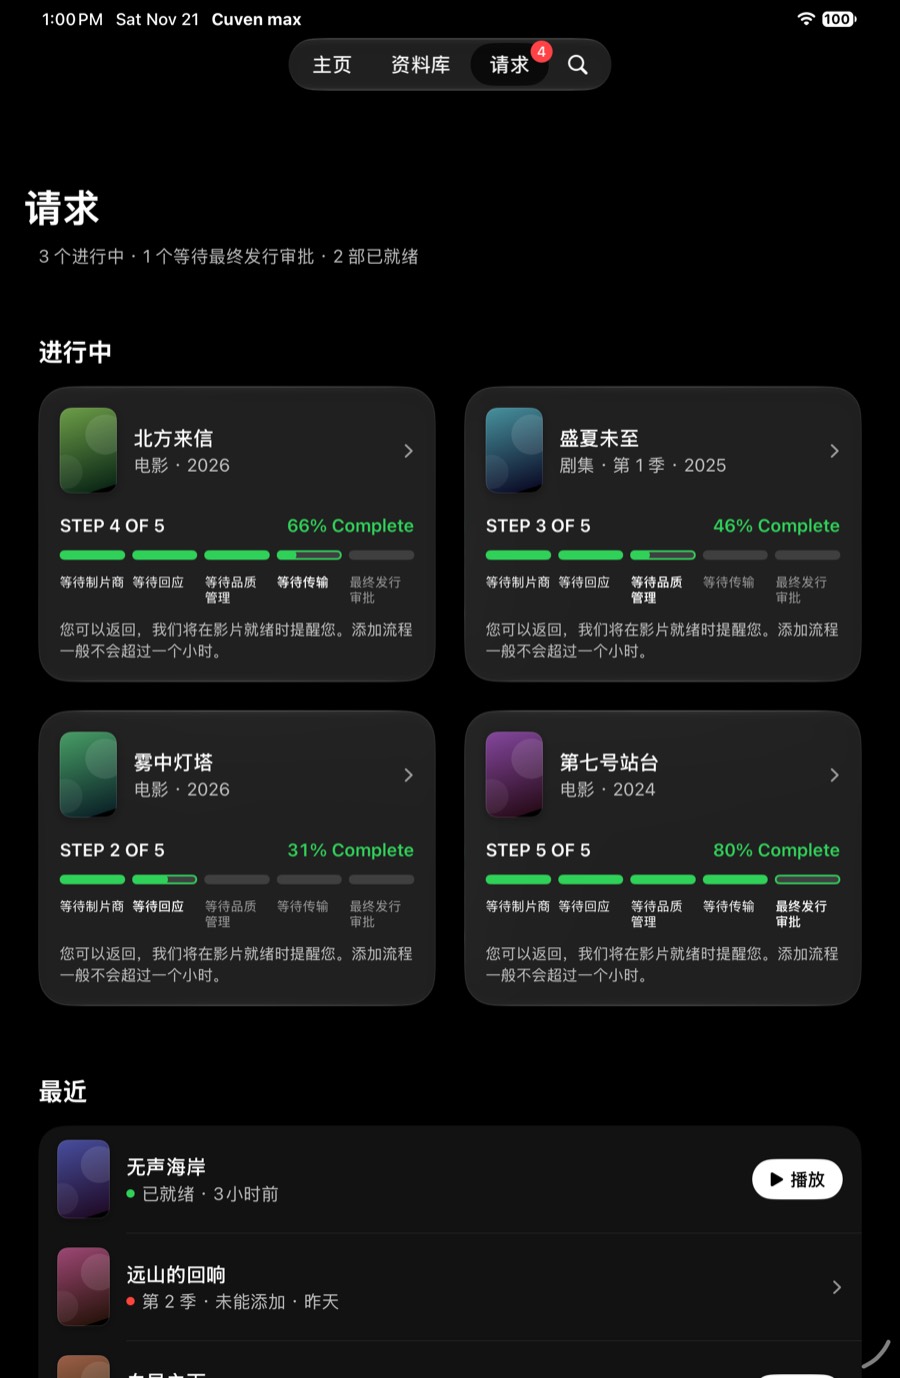 1:00 PM Sat Nov 21 Cuven max
100
主页 资料库 请求 4
请求
3 个进行中 · 1 个等待最终发行审批 · 2 部已就绪
进行中
北方来信
电影 · 2026
STEP 4 OF 5 66% Complete
等待制片商 等待回应 等待品质管理 等待传输 最终发行审批
您可以返回，我们将在影片就绪时提醒您。添加流程
一般不会超过一个小时。
盛夏未至
剧集 · 第 1 季 · 2025
STEP 3 OF 5 46% Complete
等待制片商 等待回应 等待品质管理 等待传输 最终发行审批
您可以返回，我们将在影片就绪时提醒您。添加流程
一般不会超过一个小时。
雾中灯塔
电影 · 2026
STEP 2 OF 5 31% Complete
等待制片商 等待回应 等待品质管理 等待传输 最终发行审批
您可以返回，我们将在影片就绪时提醒您。添加流程
一般不会超过一个小时。
第七号站台
电影 · 2024
STEP 5 OF 5 80% Complete
等待制片商 等待回应 等待品质管理 等待传输 最终发行审批
您可以返回，我们将在影片就绪时提醒您。添加流程
一般不会超过一个小时。
最近
无声海岸
已就绪 · 3小时前
播放
远山的回响
第 2 季 · 未能添加 · 昨天